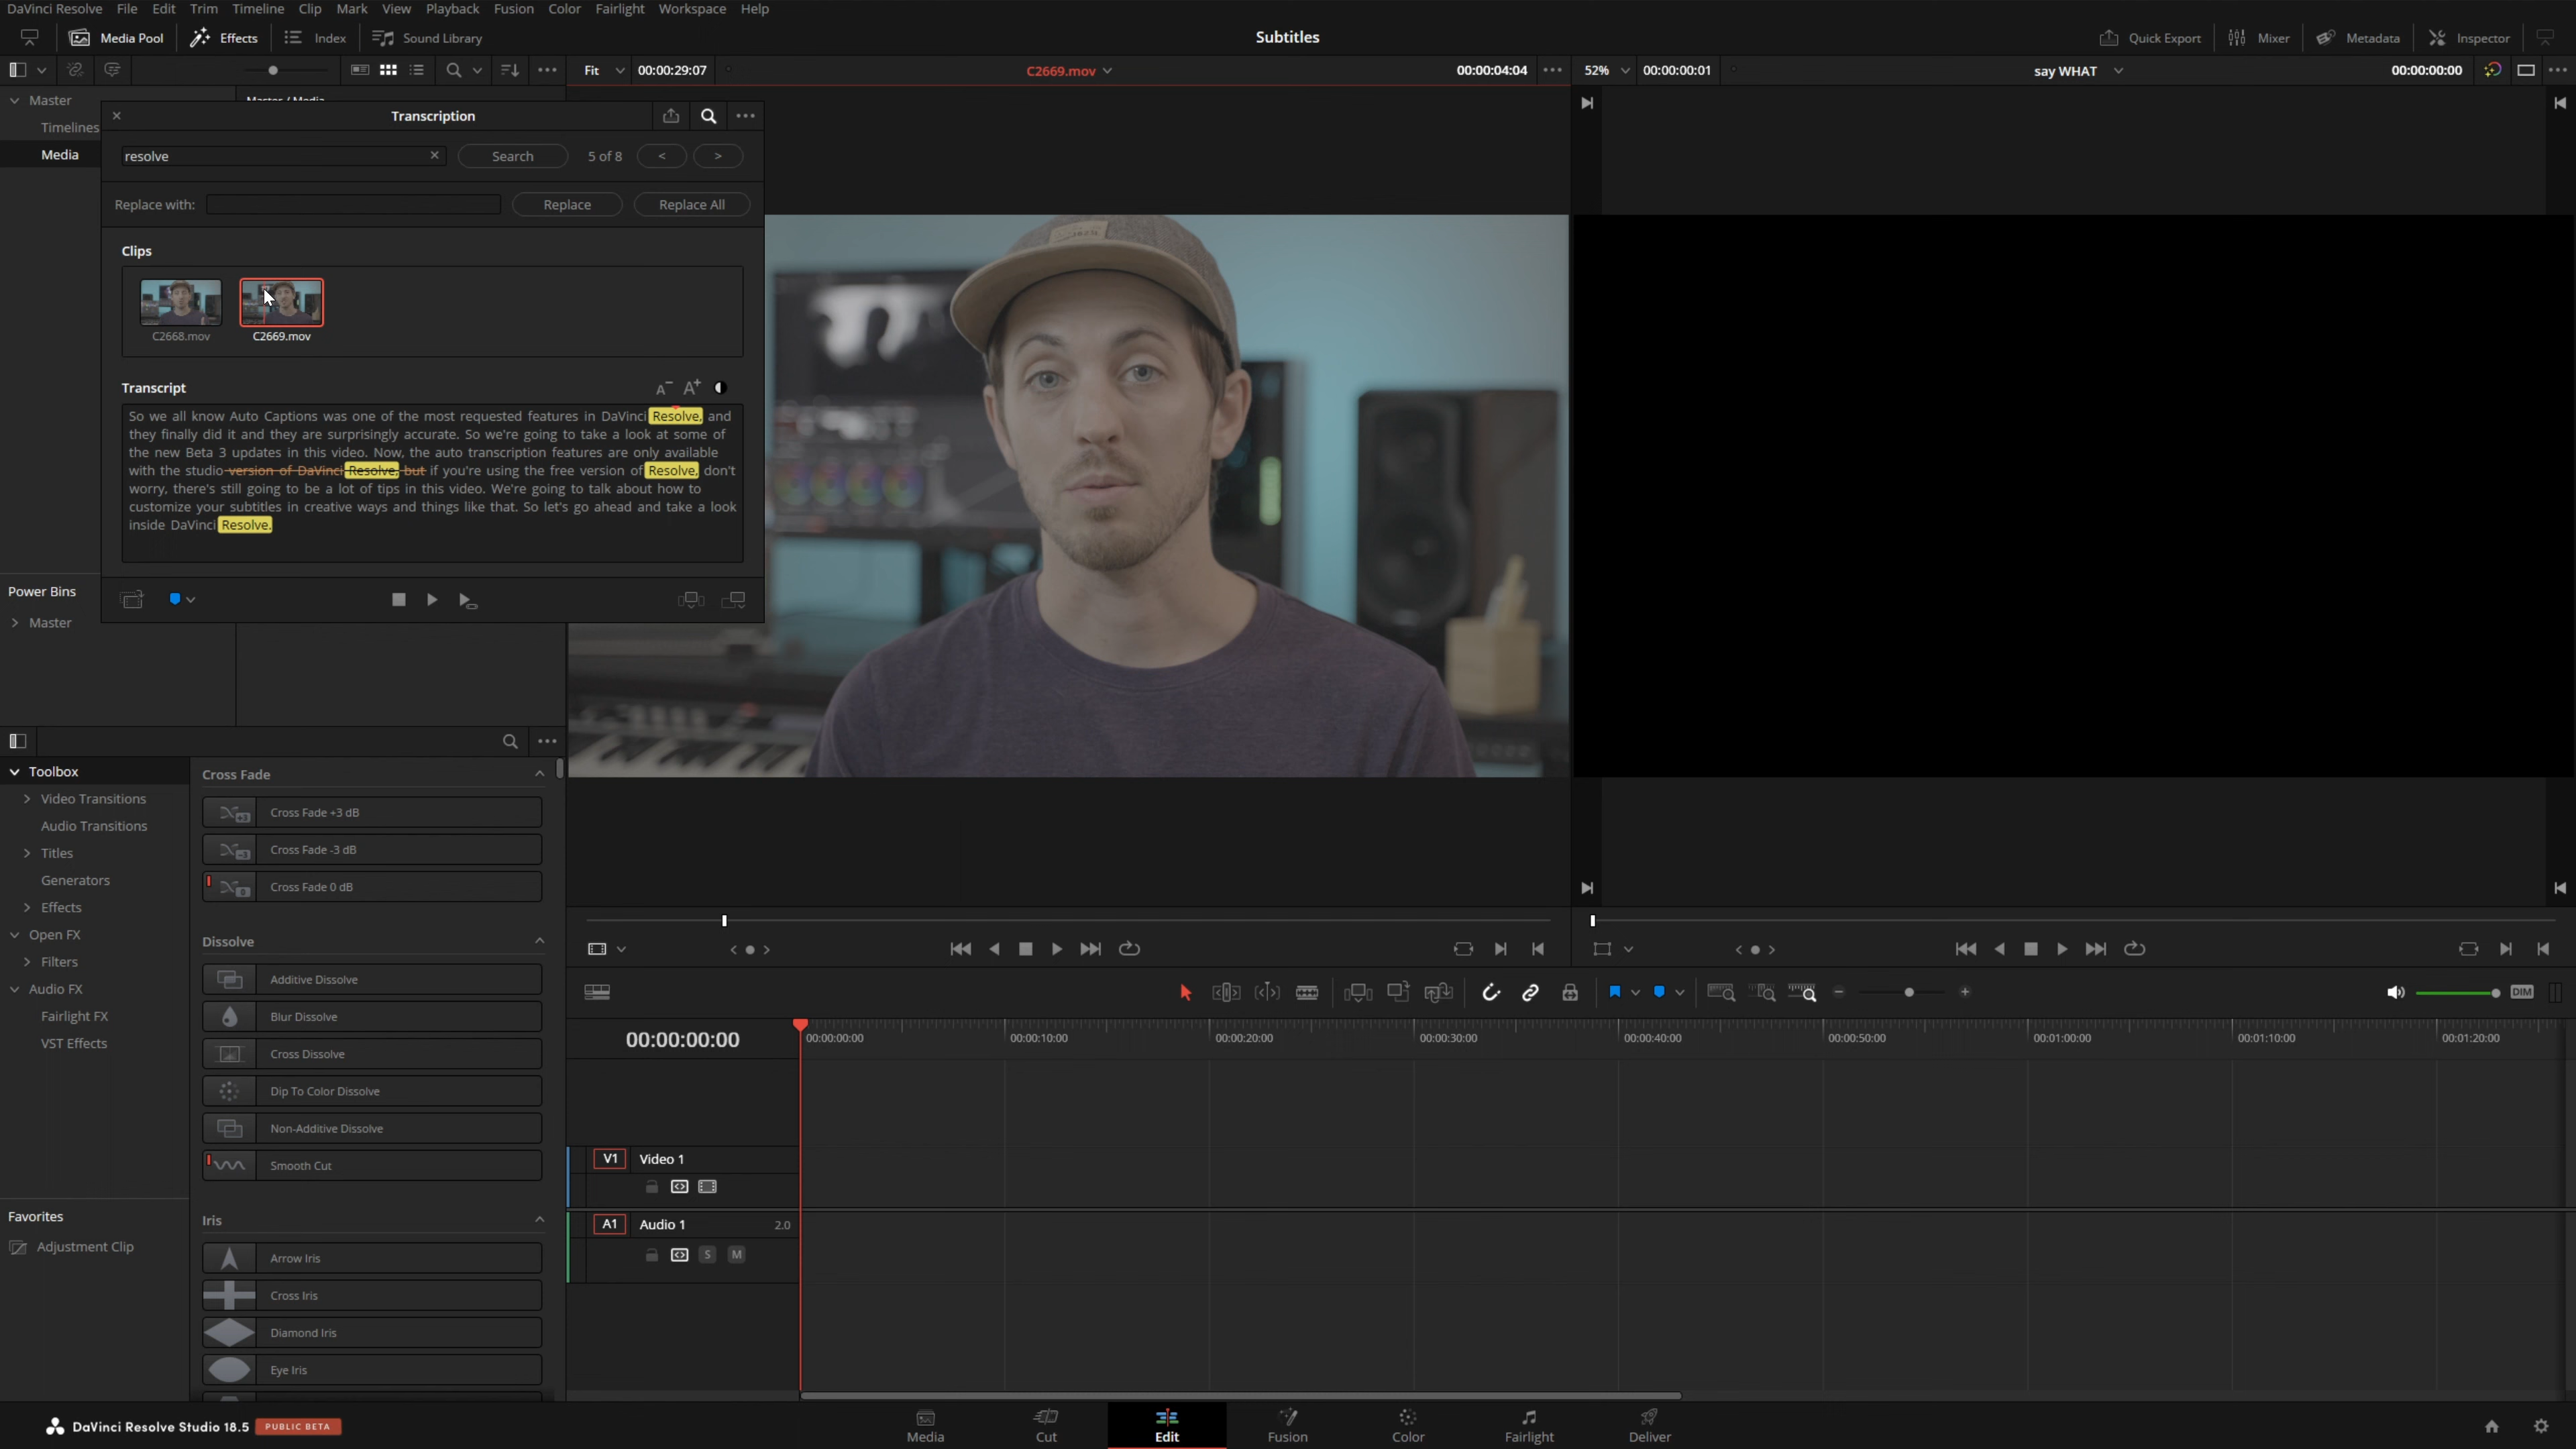 DaVinci Resolve File Edit Trim Timeline Clip Mark View Playback Fusion Color Fairlight Workspace Help
Media Pool Effects Index Sound Library Subtitles Quick Export Mixer Metadata Inspector
Fit 00:00:29:07 C2669.mov 00:00:04:04 52% 00:00:00:01 say WHAT 00:00:00:00
Master Master / Media
Timelines
Media
Transcription
resolve Search 5 of 8 < >
Replace with: Replace Replace All
Clips
C2668.mov C2669.mov
Transcript A− A+
So we all know Auto Captions was one of the most requested features in DaVinci Resolve, and
they finally did it and they are surprisingly accurate. So we're going to take a look at some of
the new Beta 3 updates in this video. Now, the auto transcription features are only available
with the studio version of DaVinci Resolve, but if you're using the free version of Resolve, don't
worry, there's still going to be a lot of tips in this video. We're going to talk about how to
customize your subtitles in creative ways and things like that. So let's go ahead and take a look
inside DaVinci Resolve.
Power Bins
Master
Toolbox
Video Transitions
Audio Transitions
Titles
Generators
Effects
Open FX
Filters
Audio FX
Fairlight FX
VST Effects
Favorites
Adjustment Clip
Cross Fade
Cross Fade +3 dB
Cross Fade -3 dB
Cross Fade 0 dB
Dissolve
Additive Dissolve
Blur Dissolve
Cross Dissolve
Dip To Color Dissolve
Non-Additive Dissolve
Smooth Cut
Iris
Arrow Iris
Cross Iris
Diamond Iris
Eye Iris
DIM
00:00:00:00 00:00:00:00 00:00:10:00 00:00:20:00 00:00:30:00 00:00:40:00 00:00:50:00 00:01:00:00 00:01:10:00 00:01:20:00
V1 Video 1
A1 Audio 1 2.0
S M
DaVinci Resolve Studio 18.5 PUBLIC BETA
Media Cut Edit Fusion Color Fairlight Deliver